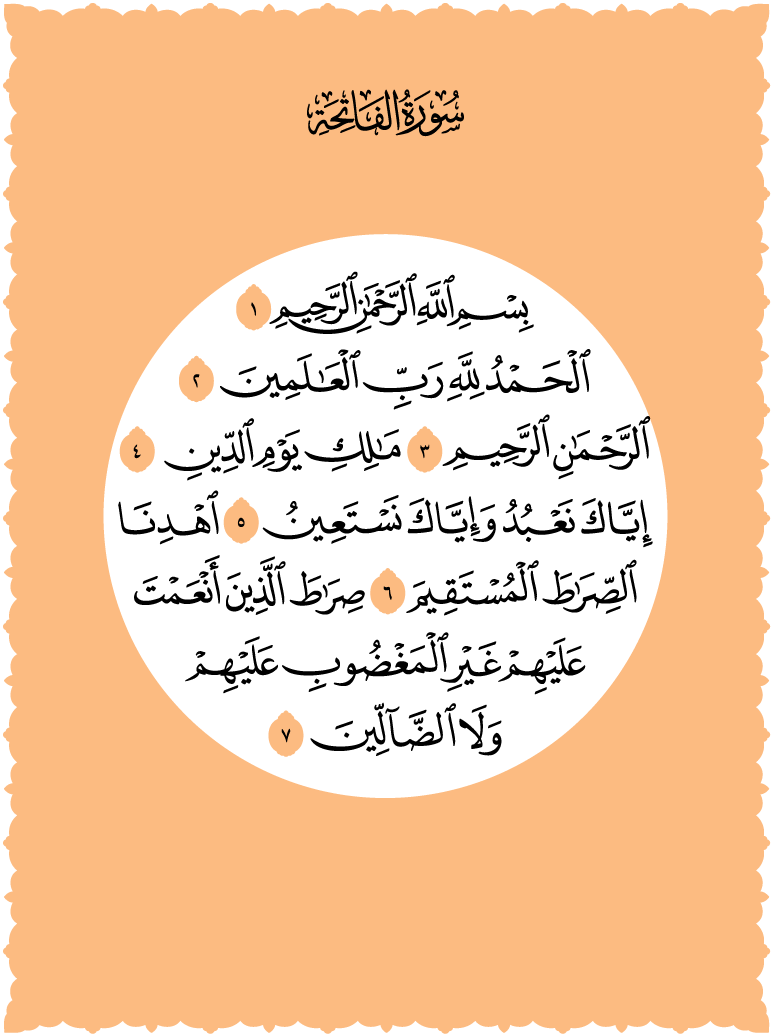 سُورَةُ الفَاتِحَةِ
بِسْمِ ٱللَّهِ ٱلرَّحْمَٰنِ ٱلرَّحِيمِ ١
ٱلْحَمْدُ لِلَّهِ رَبِّ ٱلْعَـٰلَمِينَ ٢
ٱلرَّحْمَـٰنِ ٱلرَّحِيمِ ٣ مَـٰلِكِ يَوْمِ ٱلدِّينِ ٤
إِيَّاكَ نَعْبُدُ وَإِيَّاكَ نَسْتَعِينُ ٥ ٱهْدِنَا
ٱلصِّرَٰطَ ٱلْمُسْتَقِيمَ ٦ صِرَٰطَ ٱلَّذِينَ أَنْعَمْتَ
عَلَيْهِمْ غَيْرِ ٱلْمَغْضُوبِ عَلَيْهِمْ
وَلَا ٱلضَّآلِّينَ ٧